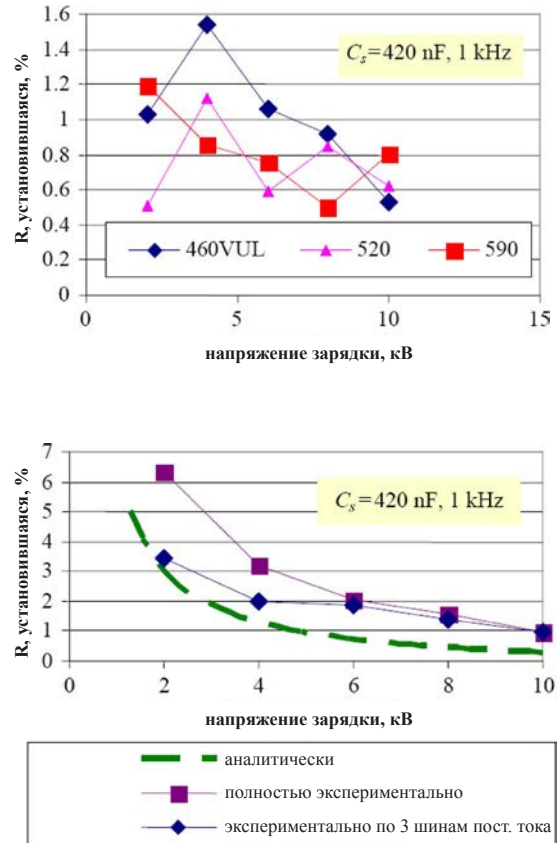 R, установившаяся, %
1.6
1.4
1.2
1
0.8
0.6
0.4
0.2
0
C_s=420 nF, 1 kHz
460VUL 520 590
0 5 10 15
напряжение зарядки, кВ
R, установившаяся, %
7
6
5
4
3
2
1
0
C_s=420 nF, 1 kHz
0 2 4 6 8 10
напряжение зарядки, кВ
аналитически
полностью экспериментально
экспериментально по 3 шинам пост. тока